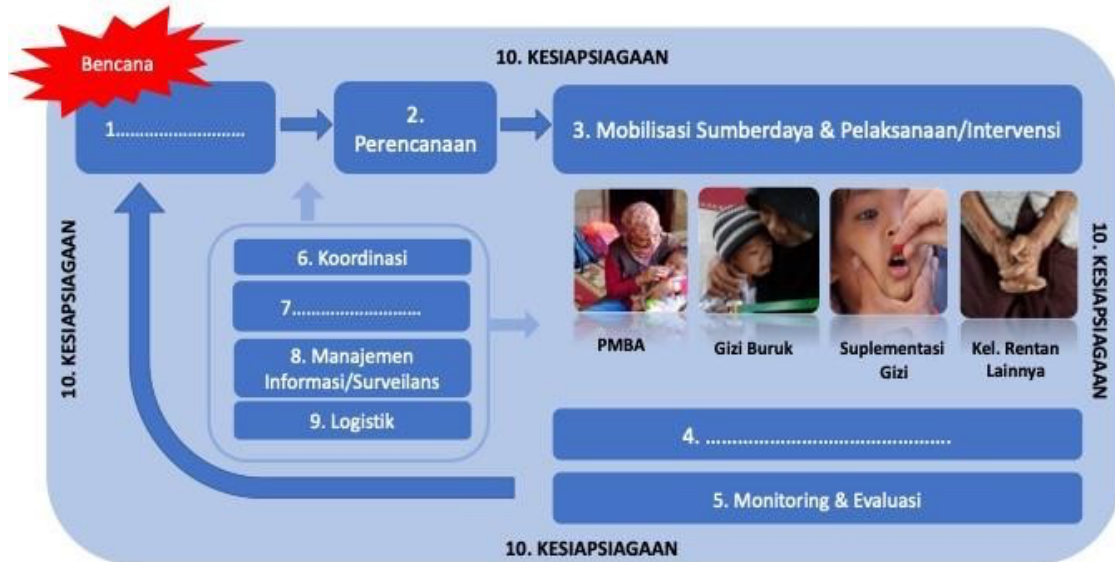 10. KESIAPSIAGAAN
Bencana
1...............................
2.
Perencanaan
3. Mobilisasi Sumberdaya & Pelaksanaan/Intervensi
10. KESIAPSIAGAAN
6. Koordinasi
7.............................
8. Manajemen
Informasi/Surveilans
9. Logistik
PMBA
Gizi Buruk
Suplementasi
Gizi
Kel. Rentan
Lainnya
10. KESIAPSIAGAAN
4. ……………………………………………….
5. Monitoring & Evaluasi
10. KESIAPSIAGAAN